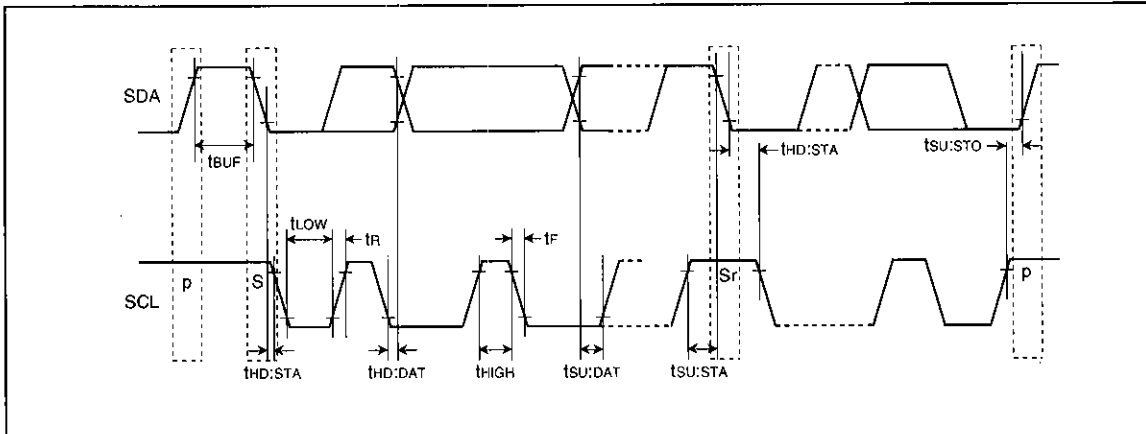 SDA
tBUF
tHD:STA
tSU:STO
tLOW
tR
tF
SCL
p
S
Sr
p
tHD:STA
tHD:DAT
tHIGH
tSU:DAT
tSU:STA